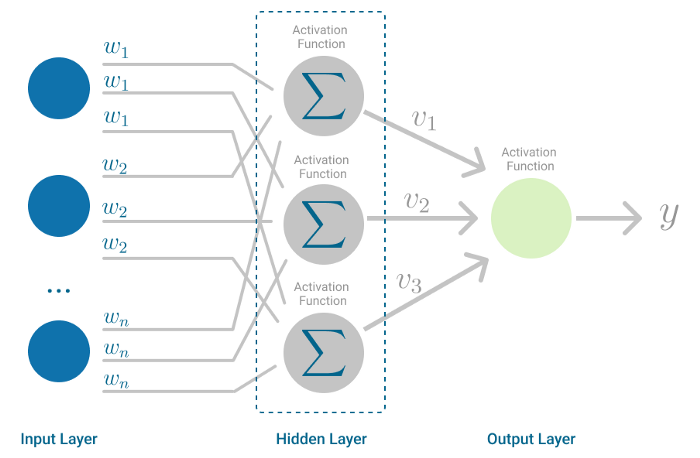 Activation
Function
w₁
w₁
w₁
Σ
v₁
Activation
Function
Activation
Function
w₂
w₂
w₂
Σ
v₂
y
...
Activation
Function
v₃
wₙ
wₙ
wₙ
Σ
Input Layer
Hidden Layer
Output Layer